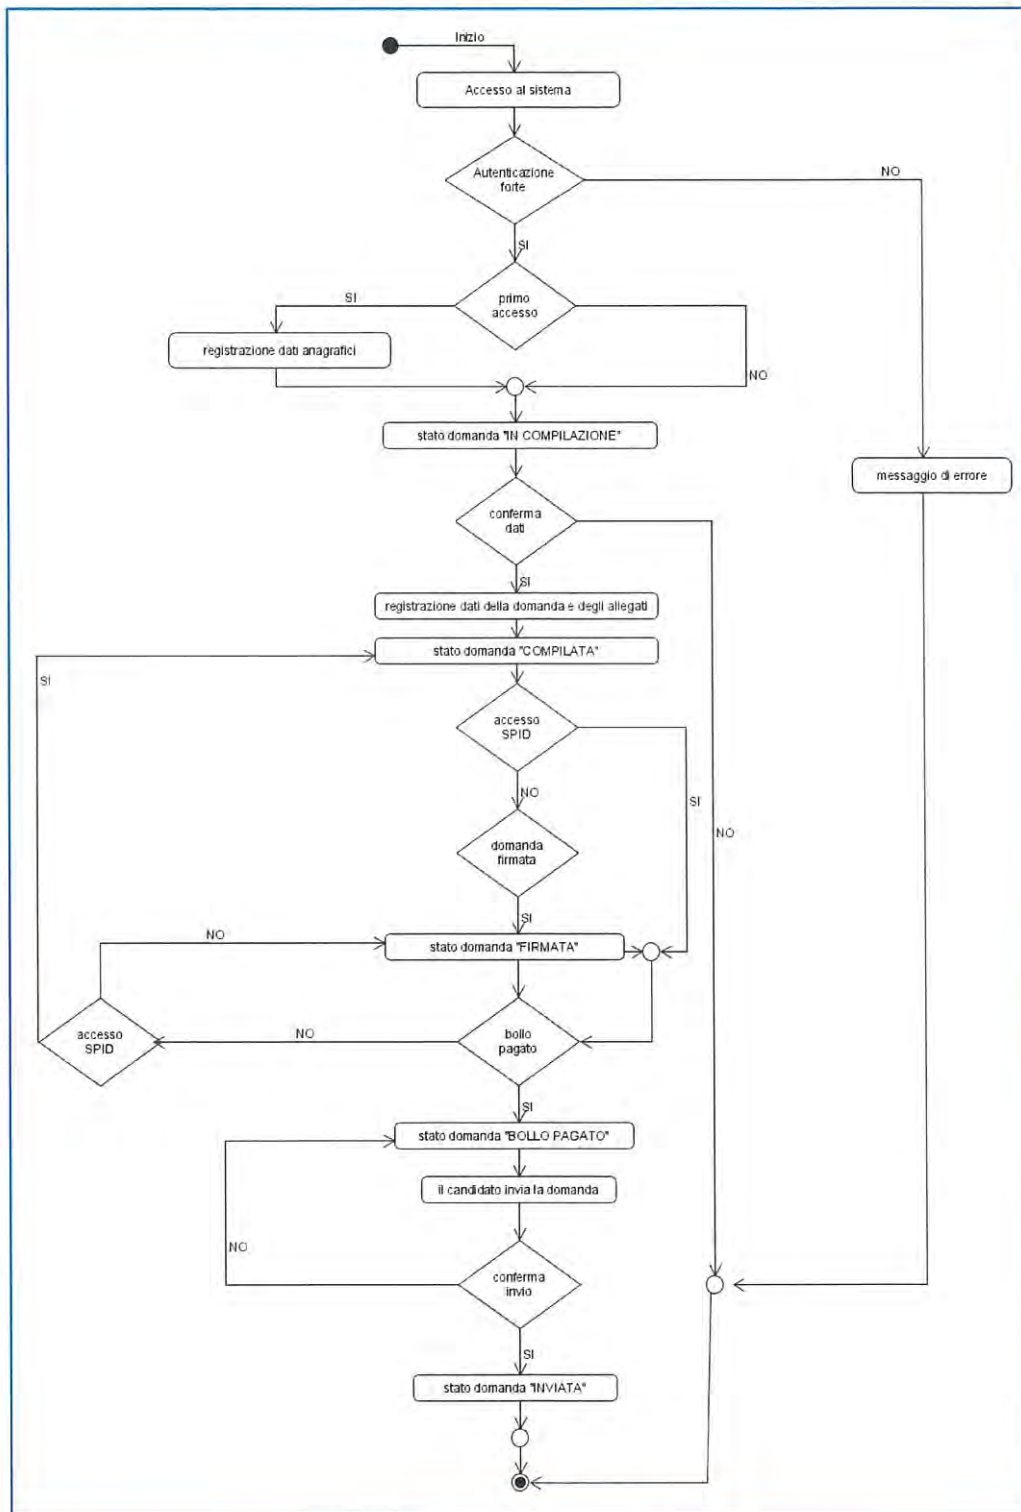 Inizio
Accesso al sistema
Autenticazione
forte
NO
SI
primo
accesso
SI
registrazione dati anagrafici
NO
stato domanda "IN COMPILAZIONE"
messaggio di errore
conferma
dati
SI
registrazione dati della domanda e degli allegati
stato domanda "COMPILATA"
SI
accesso
SPID
NO
SI
NO
domanda
firmata
SI
NO
stato domanda "FIRMATA"
accesso
SPID
NO
bollo
pagato
SI
stato domanda "BOLLO PAGATO"
il candidato invia la domanda
NO
conferma
invio
SI
stato domanda "INVIATA"